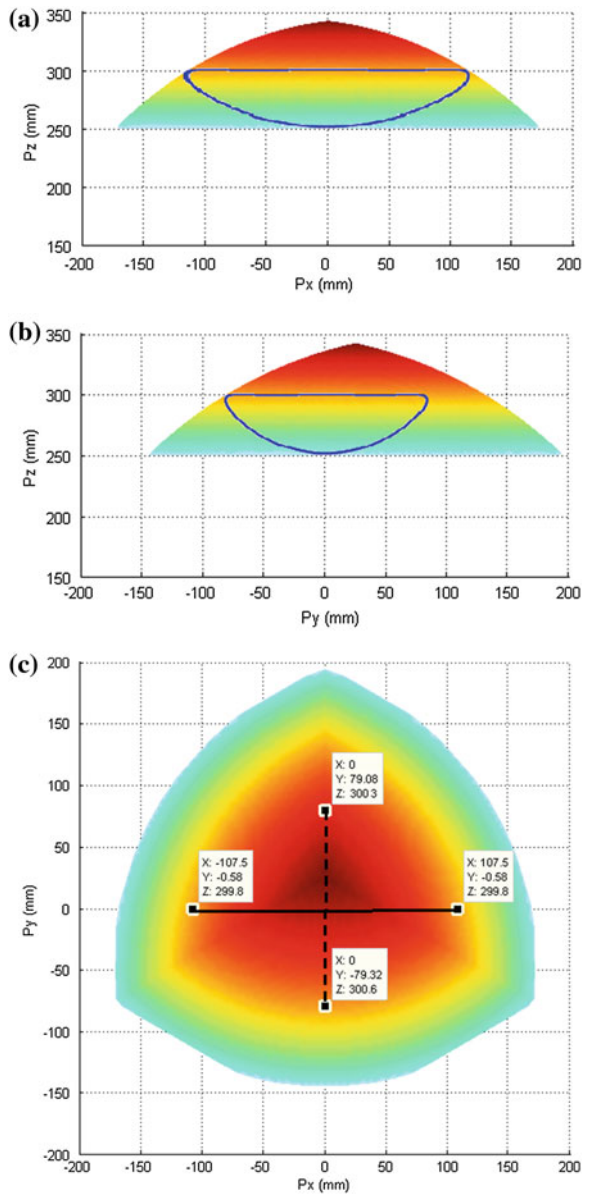 (a)
350
300
250
200
150
Pz (mm)
-200 -150 -100 -50 0 50 100 150 200
Px (mm)
(b)
350
300
250
200
150
Pz (mm)
-200 -150 -100 -50 0 50 100 150 200
Py (mm)
(c)
200
150
100
50
0
-50
-100
-150
-200
Py (mm)
X: 0
Y: 79.08
Z: 300.3
X: -107.5
Y: -0.58
Z: 299.8
X: 107.5
Y: -0.58
Z: 299.8
X: 0
Y: -79.32
Z: 300.6
-200 -150 -100 -50 0 50 100 150 200
Px (mm)